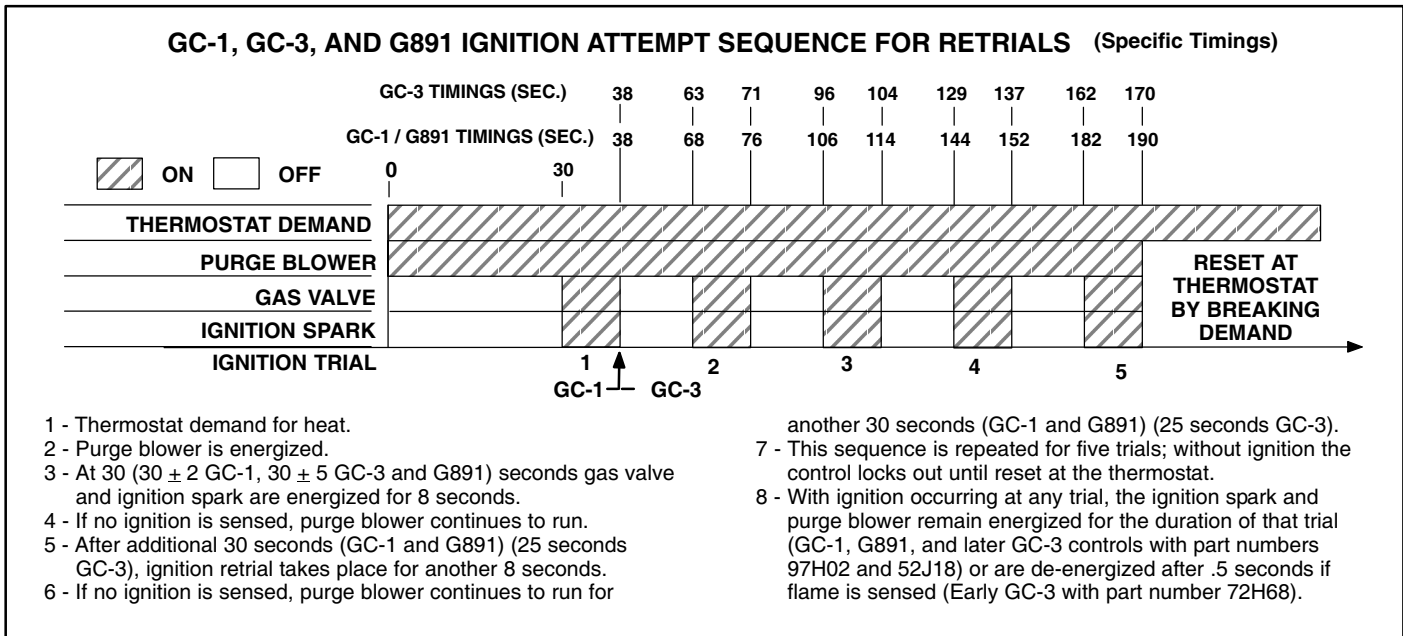 GC-1, GC-3, AND G891 IGNITION ATTEMPT SEQUENCE FOR RETRIALS (Specific Timings)
GC-3 TIMINGS (SEC.) 38 63 71 96 104 129 137 162 170
GC-1 / G891 TIMINGS (SEC.) 38 68 76 106 114 144 152 182 190
ON OFF 0 30
THERMOSTAT DEMAND
PURGE BLOWER
GAS VALVE
IGNITION SPARK
IGNITION TRIAL 1 2 3 4 5
RESET AT
THERMOSTAT
BY BREAKING
DEMAND
GC-1 GC-3
1 - Thermostat demand for heat.
2 - Purge blower is energized.
3 - At 30 (30 ± 2 GC-1, 30 ± 5 GC-3 and G891) seconds gas valve
and ignition spark are energized for 8 seconds.
4 - If no ignition is sensed, purge blower continues to run.
5 - After additional 30 seconds (GC-1 and G891) (25 seconds
GC-3), ignition retrial takes place for another 8 seconds.
6 - If no ignition is sensed, purge blower continues to run for
another 30 seconds (GC-1 and G891) (25 seconds GC-3).
7 - This sequence is repeated for five trials; without ignition the
control locks out until reset at the thermostat.
8 - With ignition occurring at any trial, the ignition spark and
purge blower remain energized for the duration of that trial
(GC-1, G891, and later GC-3 controls with part numbers
97H02 and 52J18) or are de-energized after .5 seconds if
flame is sensed (Early GC-3 with part number 72H68).